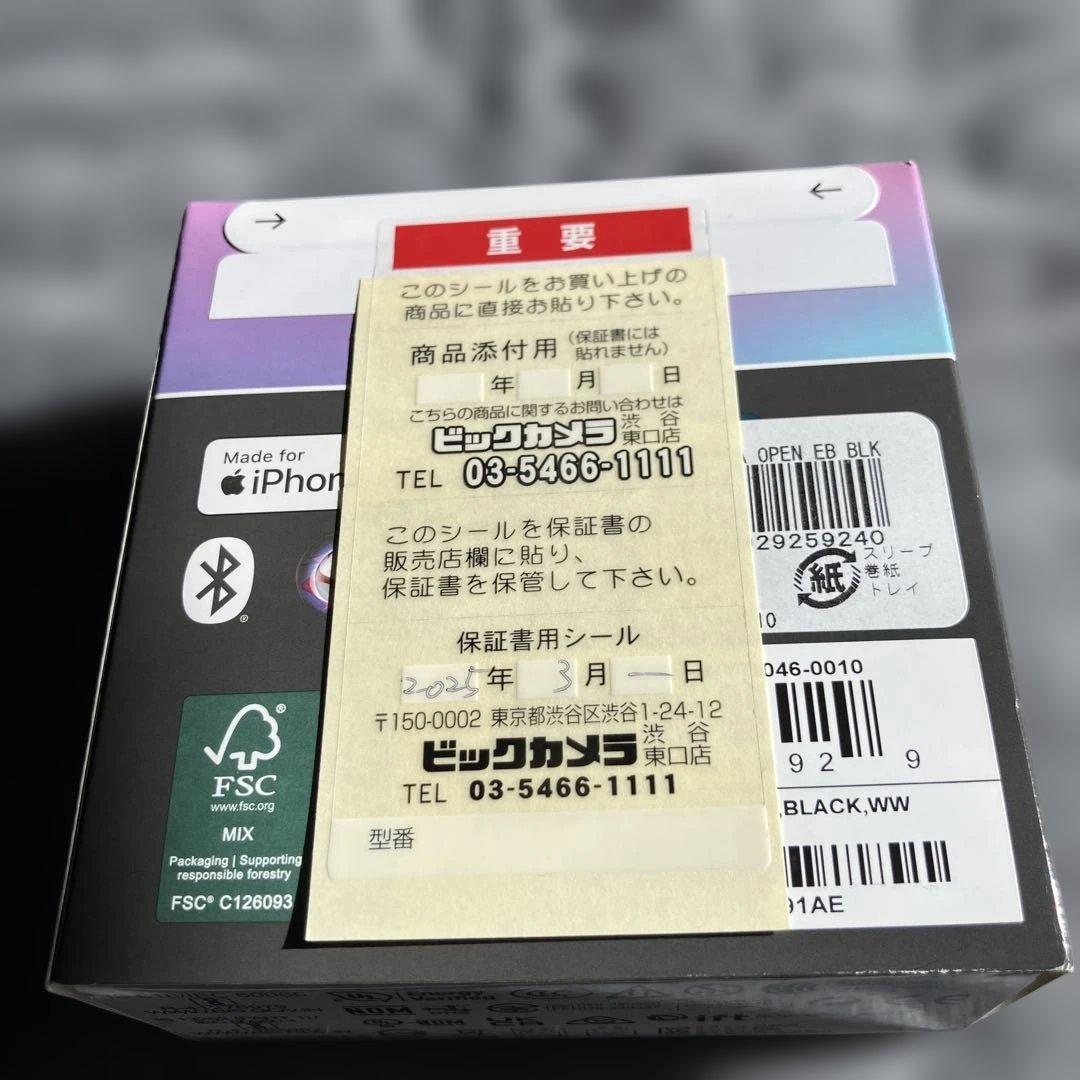 重 要
このシールをお買い上げの
商品に直接お貼り下さい。
商品添付用 (保証書には
貼れません)
年 月 日
こちらの商品に関するお問い合わせは
ビックカメラ 渋谷
東口店
TEL 03-5466-1111
このシールを保証書の
販売店欄に貼り、
保証書を保管して下さい。
保証書用シール
2025年 3月 一日
〒150-0002 東京都渋谷区渋谷1-24-12
ビックカメラ 渋谷
東口店
TEL 03-5466-1111
型番
Made for
iPhon
FSC
www.fsc.org
MIX
Packaging | Supporting
responsible forestry
FSC® C126093
OPEN EB BLK
29259240
紙
スリーブ
巻紙
トレイ
10
046-0010
92 9
,BLACK,WW
91AE